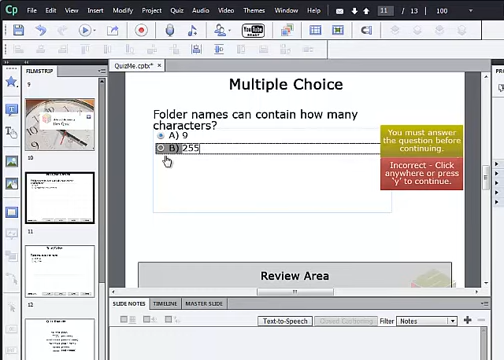 Cp
File Edit View Insert Modify Project Quiz Audio Video Themes Window Help 11 / 13 100
QuizMe.cptx*
FILMSTRIP
9
10
11
12
Multiple Choice
Folder names can contain how many
characters?
A) 9
B) 255
You must answer
the question before
continuing.
Incorrect - Click
anywhere or press
'y' to continue.
Review Area
SLIDE NOTES TIMELINE MASTER SLIDE
Text-to-Speech Closed Captioning Filter Notes